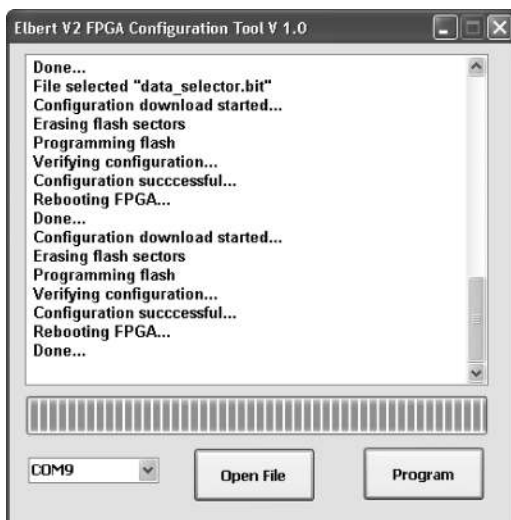 Elbert V2 FPGA Configuration Tool V 1.0
Done...
File selected "data_selector.bit"
Configuration download started...
Erasing flash sectors
Programming flash
Verifying configuration...
Configuration succcessful...
Rebooting FPGA...
Done...
Configuration download started...
Erasing flash sectors
Programming flash
Verifying configuration...
Configuration succcessful...
Rebooting FPGA...
Done...
COM9
Open File
Program